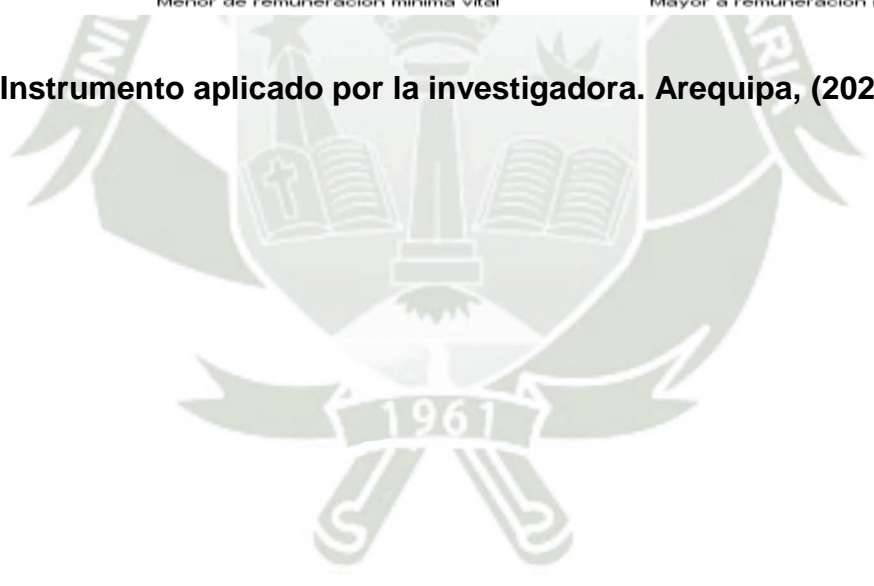 Menor de remuneración mínima vital Mayor a remuneración
Instrumento aplicado por la investigadora. Arequipa, (202
1961